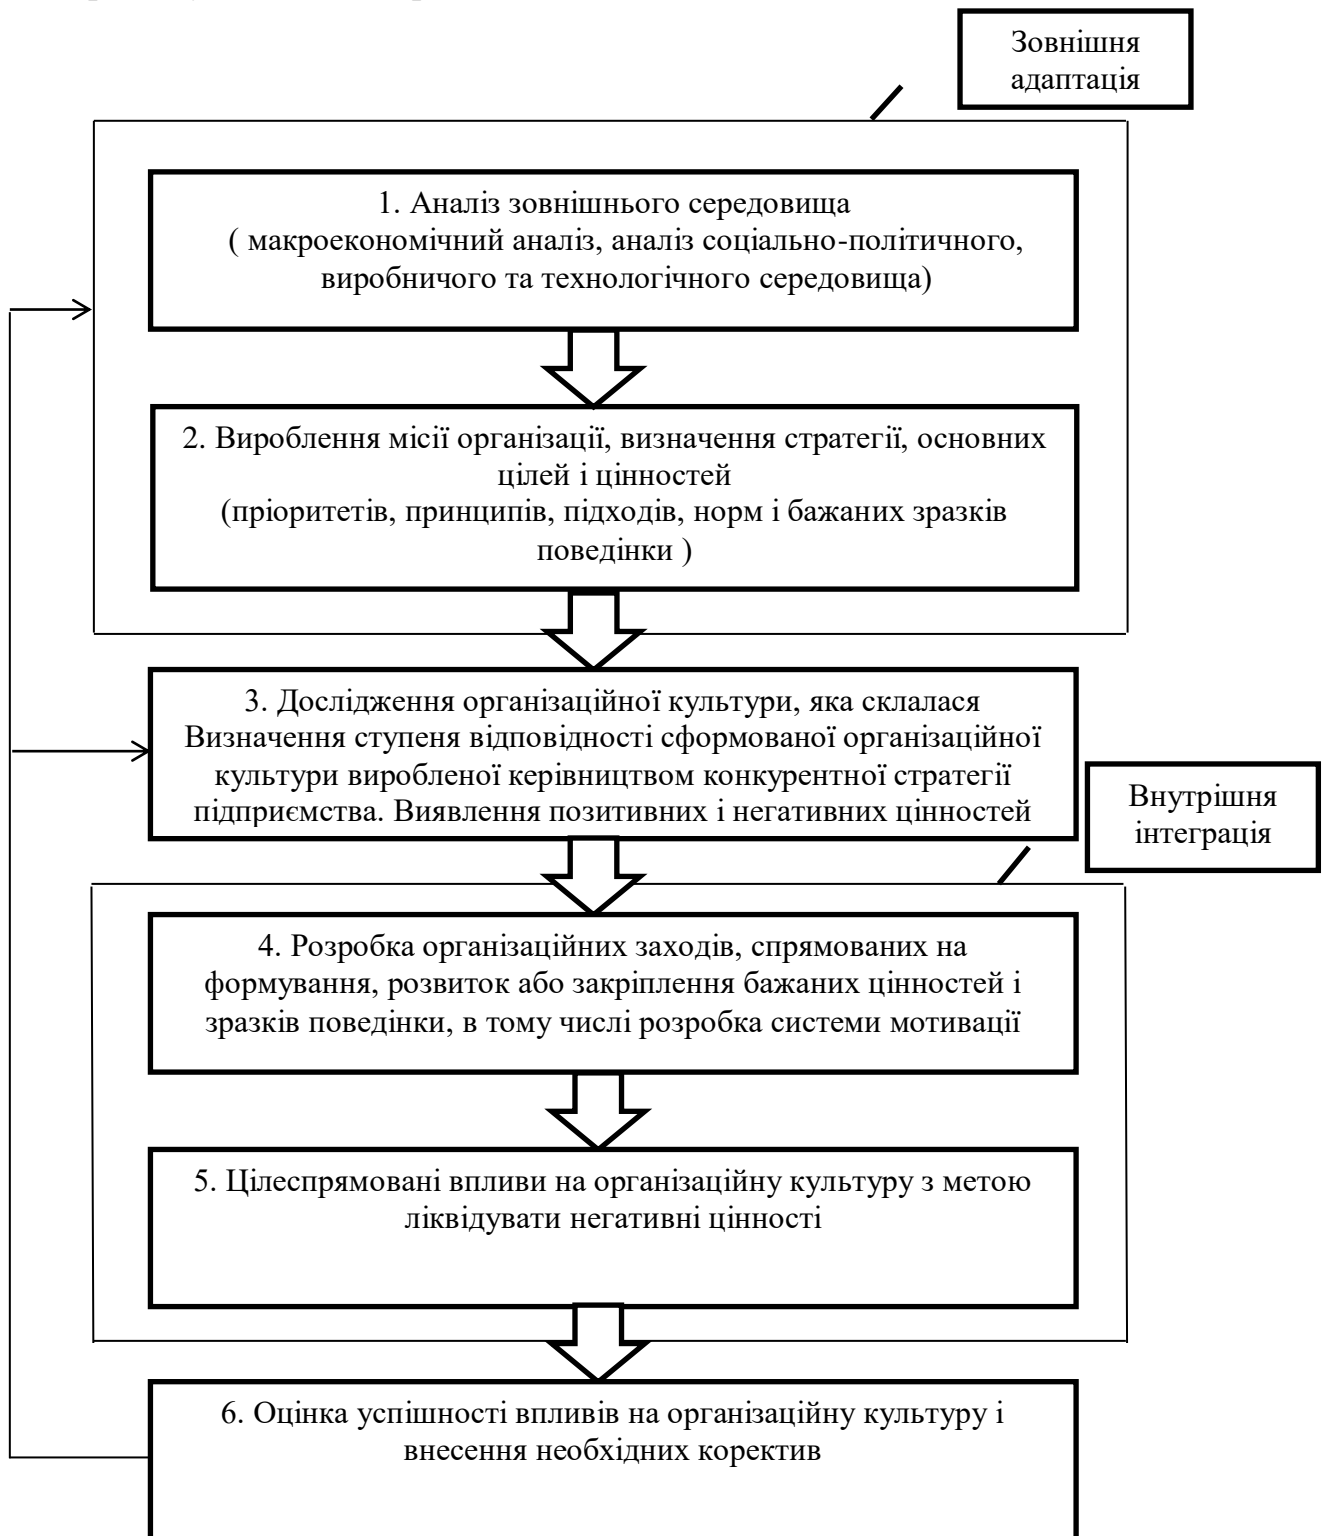 Зовнішня
адаптація
1. Аналіз зовнішнього середовища
( макроекономічний аналіз, аналіз соціально-політичного,
виробничого та технологічного середовища)
2. Вироблення місії організації, визначення стратегії, основних
цілей і цінностей
(пріоритетів, принципів, підходів, норм і бажаних зразків
поведінки )
3. Дослідження організаційної культури, яка склалася
Визначення ступеня відповідності сформованої організаційної
культури виробленої керівництвом конкурентної стратегії
підприємства. Виявлення позитивних і негативних цінностей
Внутрішня
інтеграція
4. Розробка організаційних заходів, спрямованих на
формування, розвиток або закріплення бажаних цінностей і
зразків поведінки, в тому числі розробка системи мотивації
5. Цілеспрямовані впливи на організаційну культуру з метою
ліквідувати негативні цінності
6. Оцінка успішності впливів на організаційну культуру і
внесення необхідних коректив